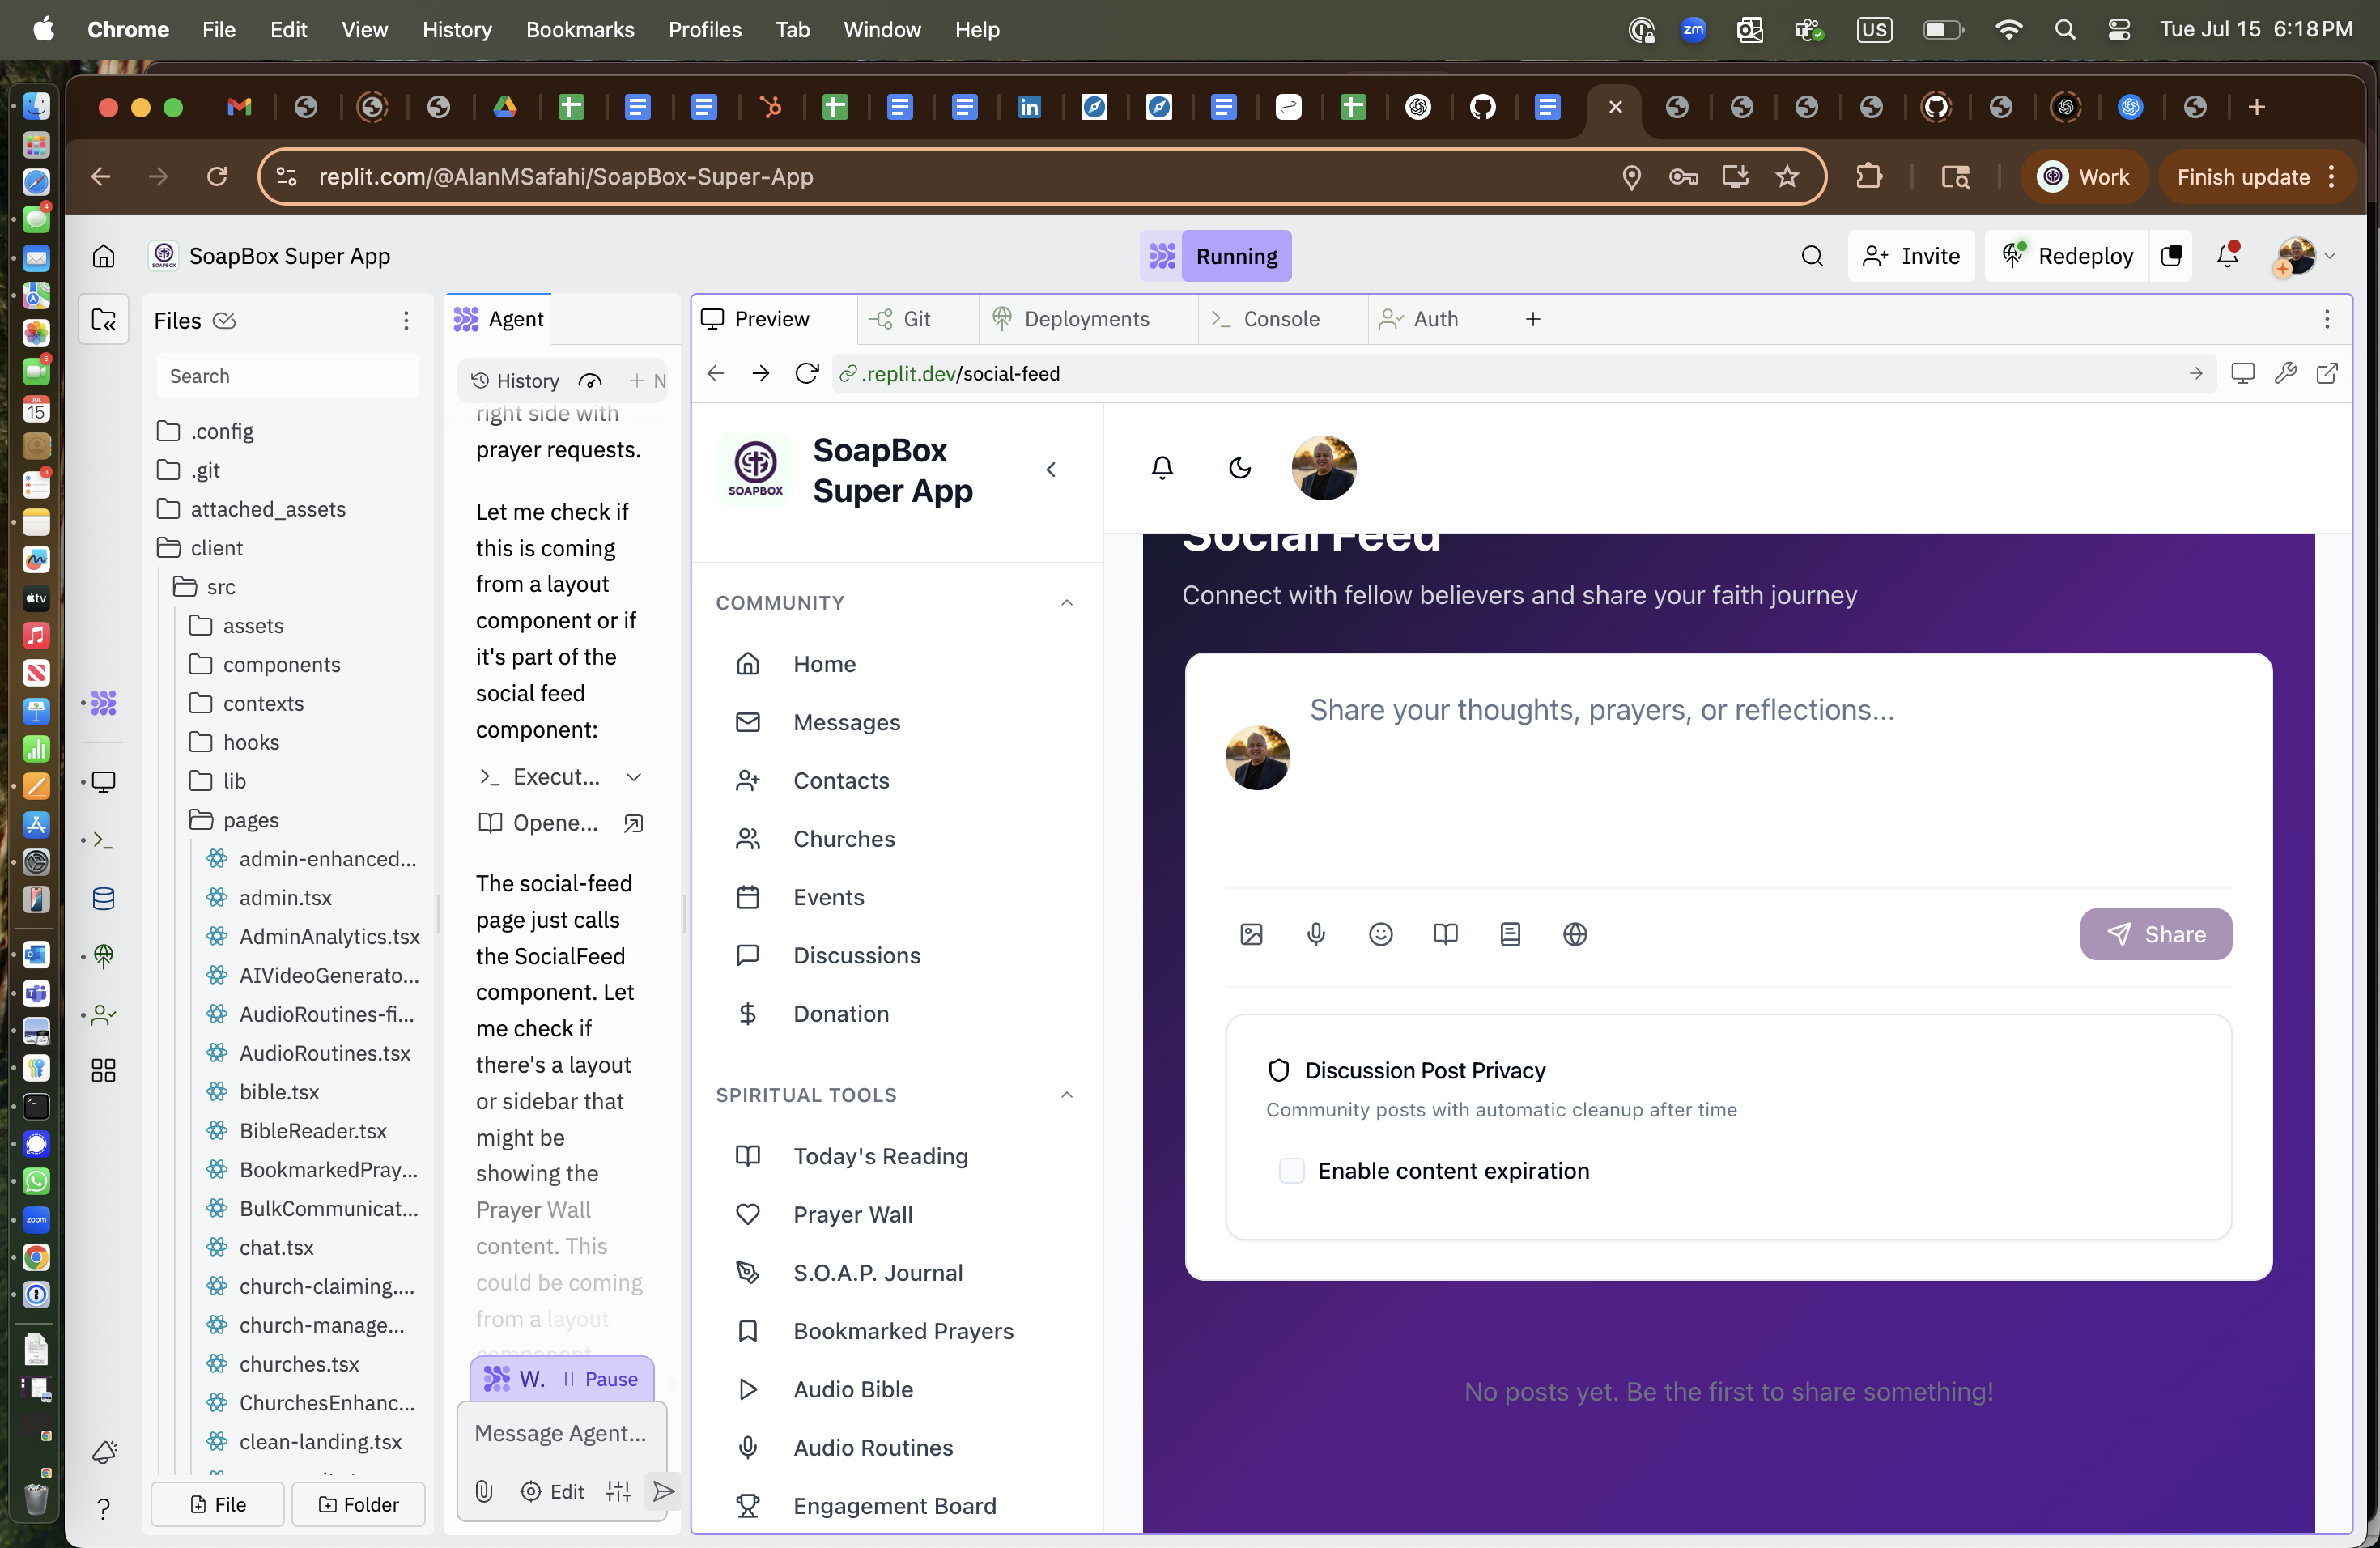 Chrome File Edit View History Bookmarks Profiles Tab Window Help
zm US Tue Jul 15 6:18 PM
replit.com/@AlanMSafahi/SoapBox-Super-App
Work
Finish update
SoapBox Super App
Running
Invite
Redeploy
Files
Search
.config
.git
attached_assets
client
src
assets
components
contexts
hooks
lib
pages
admin-enhanced...
admin.tsx
AdminAnalytics.tsx
AIVideoGenerato...
AudioRoutines-fi...
AudioRoutines.tsx
bible.tsx
BibleReader.tsx
BookmarkedPray...
BulkCommunicat...
chat.tsx
church-claiming....
church-manage...
churches.tsx
ChurchesEnhanc...
clean-landing.tsx
File
Folder
Agent
History
N
right side with
prayer requests.
Let me check if
this is coming
from a layout
component or if
it's part of the
social feed
component:
Execut...
Opene...
The social-feed
page just calls
the SocialFeed
component. Let
me check if
there's a layout
or sidebar that
might be
showing the
Prayer Wall
content. This
could be coming
from a layout
component
W.
Pause
Message Agent...
Edit
Preview
Git
Deployments
Console
Auth
.replit.dev/social-feed
SOAPBOX
SoapBox
Super App
COMMUNITY
Home
Messages
Contacts
Churches
Events
Discussions
Donation
SPIRITUAL TOOLS
Today's Reading
Prayer Wall
S.O.A.P. Journal
Bookmarked Prayers
Audio Bible
Audio Routines
Engagement Board
Social Feed
Connect with fellow believers and share your faith journey
Share your thoughts, prayers, or reflections...
Share
Discussion Post Privacy
Community posts with automatic cleanup after time
Enable content expiration
No posts yet. Be the first to share something!